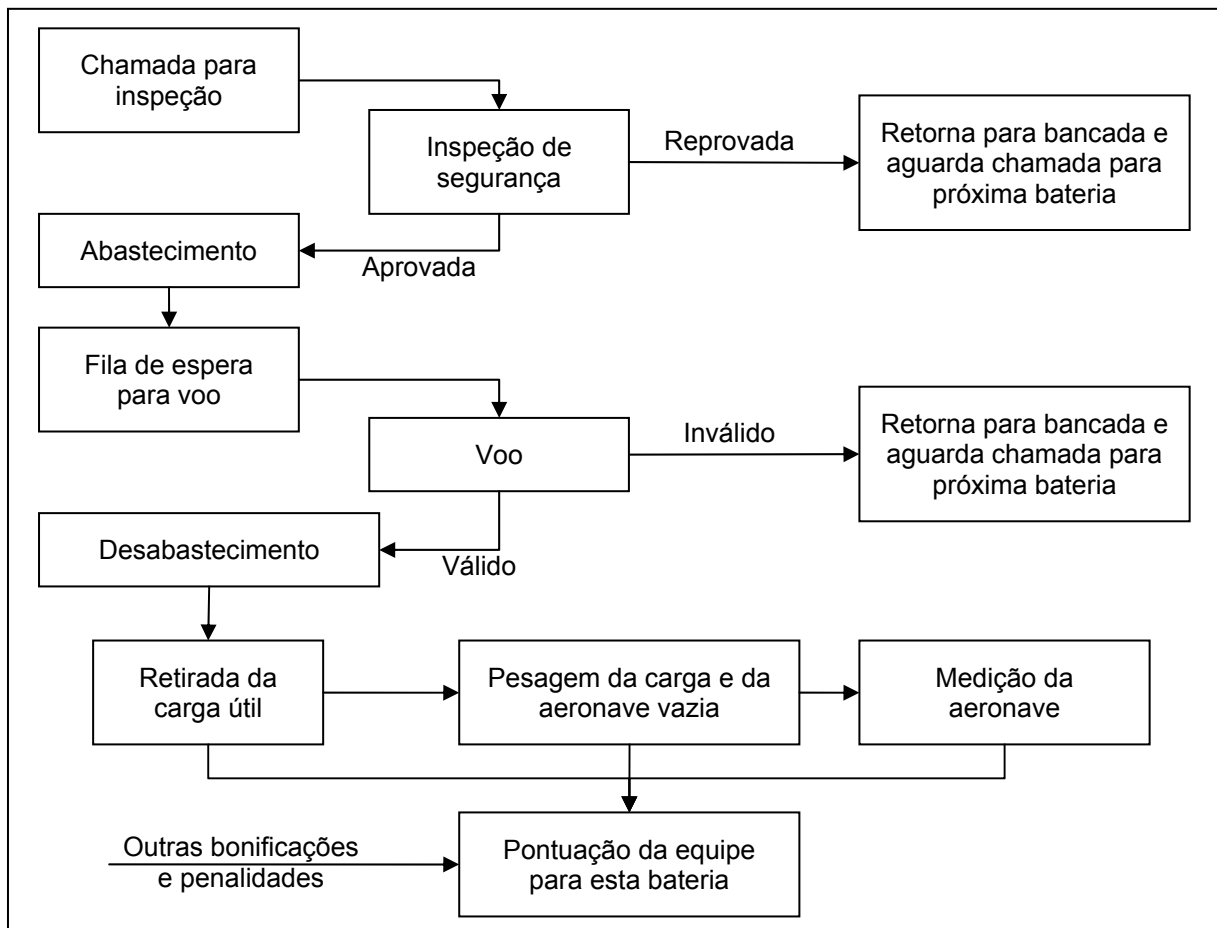 Chamada para
inspeção
Inspeção de
segurança
Reprovada
Retorna para bancada e
aguarda chamada para
próxima bateria
Abastecimento
Aprovada
Fila de espera
para voo
Voo
Inválido
Retorna para bancada e
aguarda chamada para
próxima bateria
Desabastecimento
Válido
Retirada da
carga útil
Pesagem da carga e da
aeronave vazia
Medição da
aeronave
Outras bonificações
e penalidades
Pontuação da equipe
para esta bateria